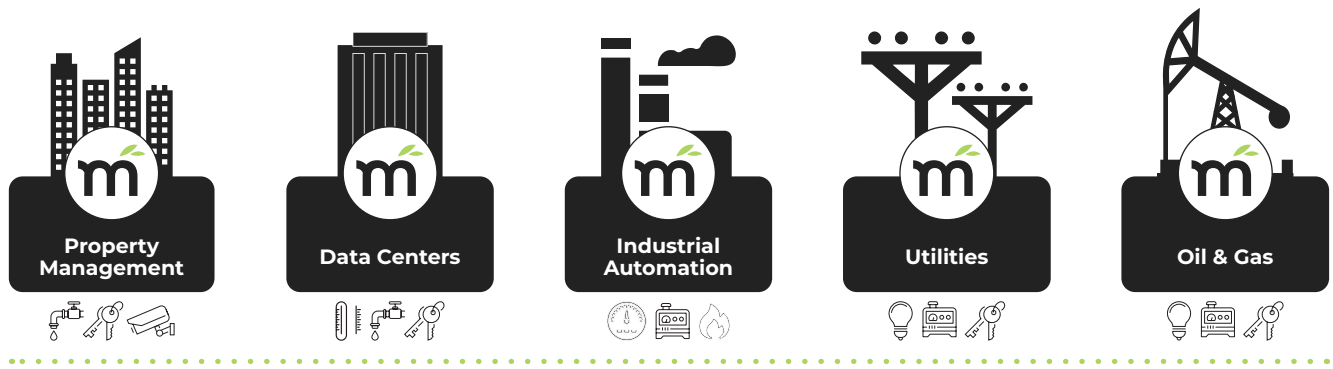 m
Property
Management
m
Data Centers
m
Industrial
Automation
m
Utilities
m
Oil & Gas